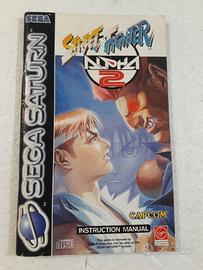 SEGA
SEGA SATURN
STREET FIGHTER
ALPHA
2
CAPCOM
INSTRUCTION MANUAL